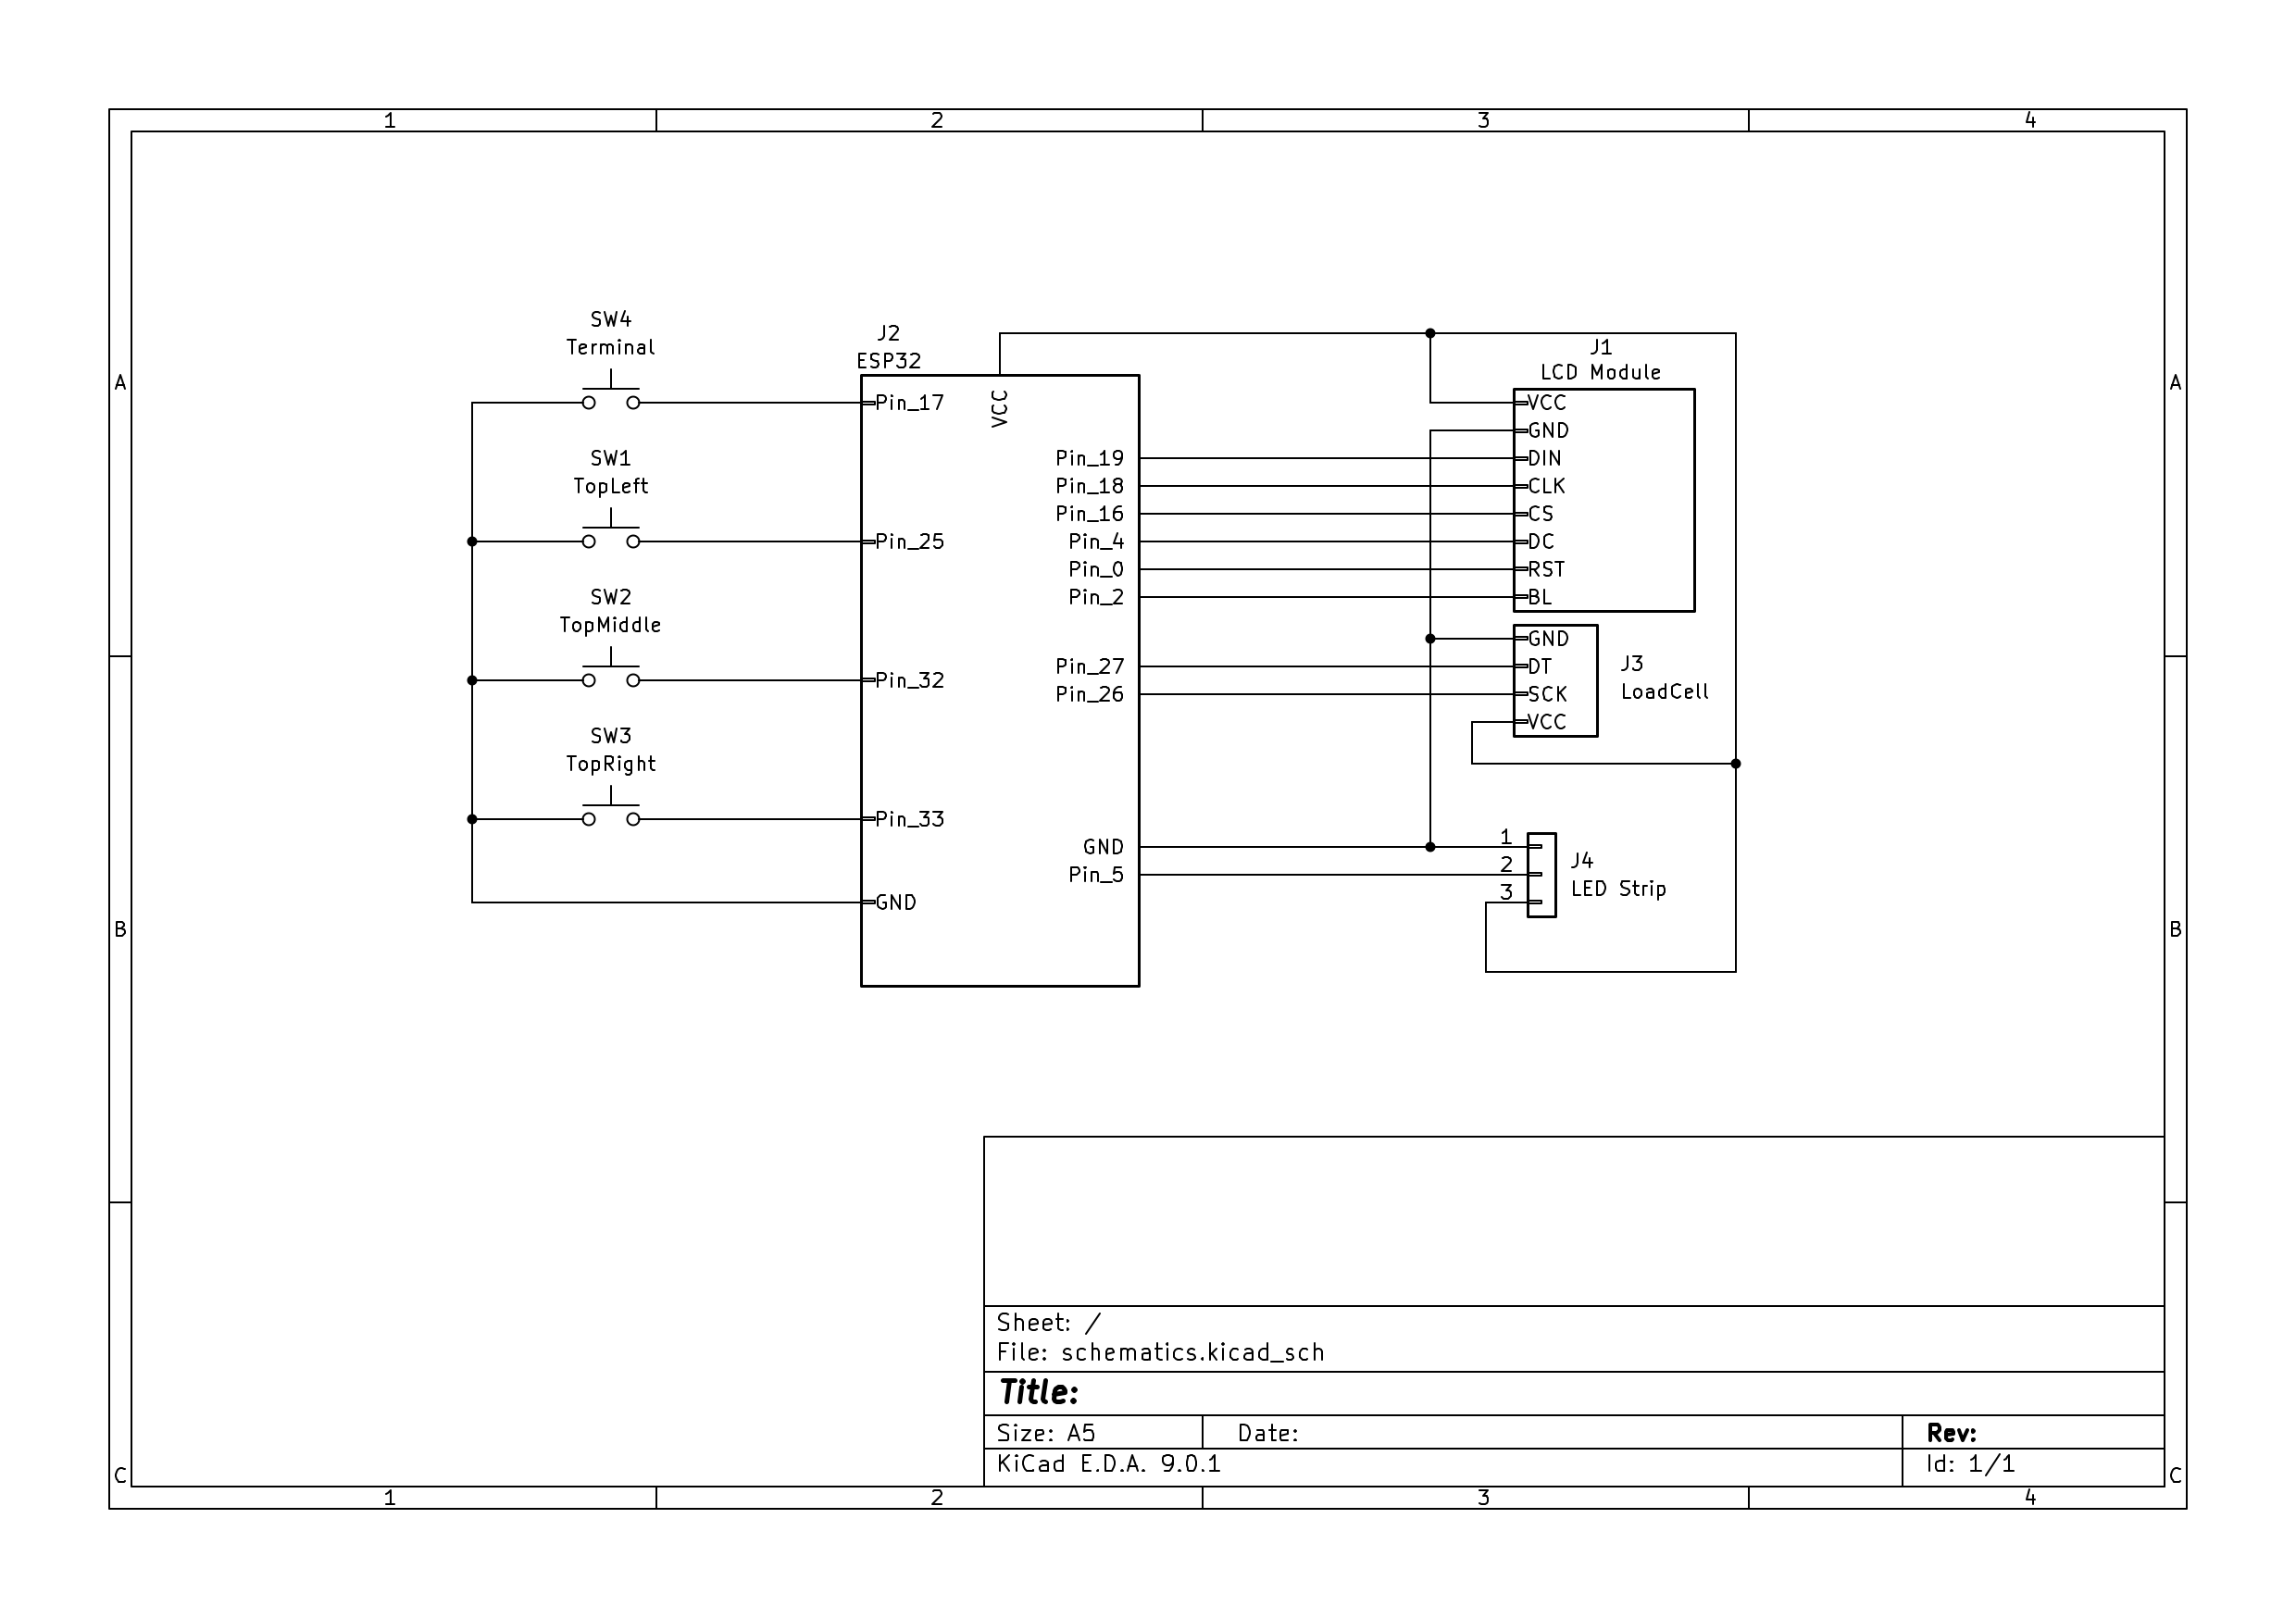 1 2 3 4
A A
B B
C C
SW4
Terminal
SW1
TopLeft
SW2
TopMiddle
SW3
TopRight
J2
ESP32
VCC
Pin_17
Pin_25
Pin_32
Pin_33
GND
Pin_19
Pin_18
Pin_16
Pin_4
Pin_0
Pin_2
Pin_27
Pin_26
GND
Pin_5
J1
LCD Module
VCC
GND
DIN
CLK
CS
DC
RST
BL
GND
DT
SCK
VCC
J3
LoadCell
1
2
3
J4
LED Strip
Sheet: /
File: schematics.kicad_sch
Title:
Size: A5 Date: Rev:
KiCad E.D.A. 9.0.1 Id: 1/1
1 2 3 4